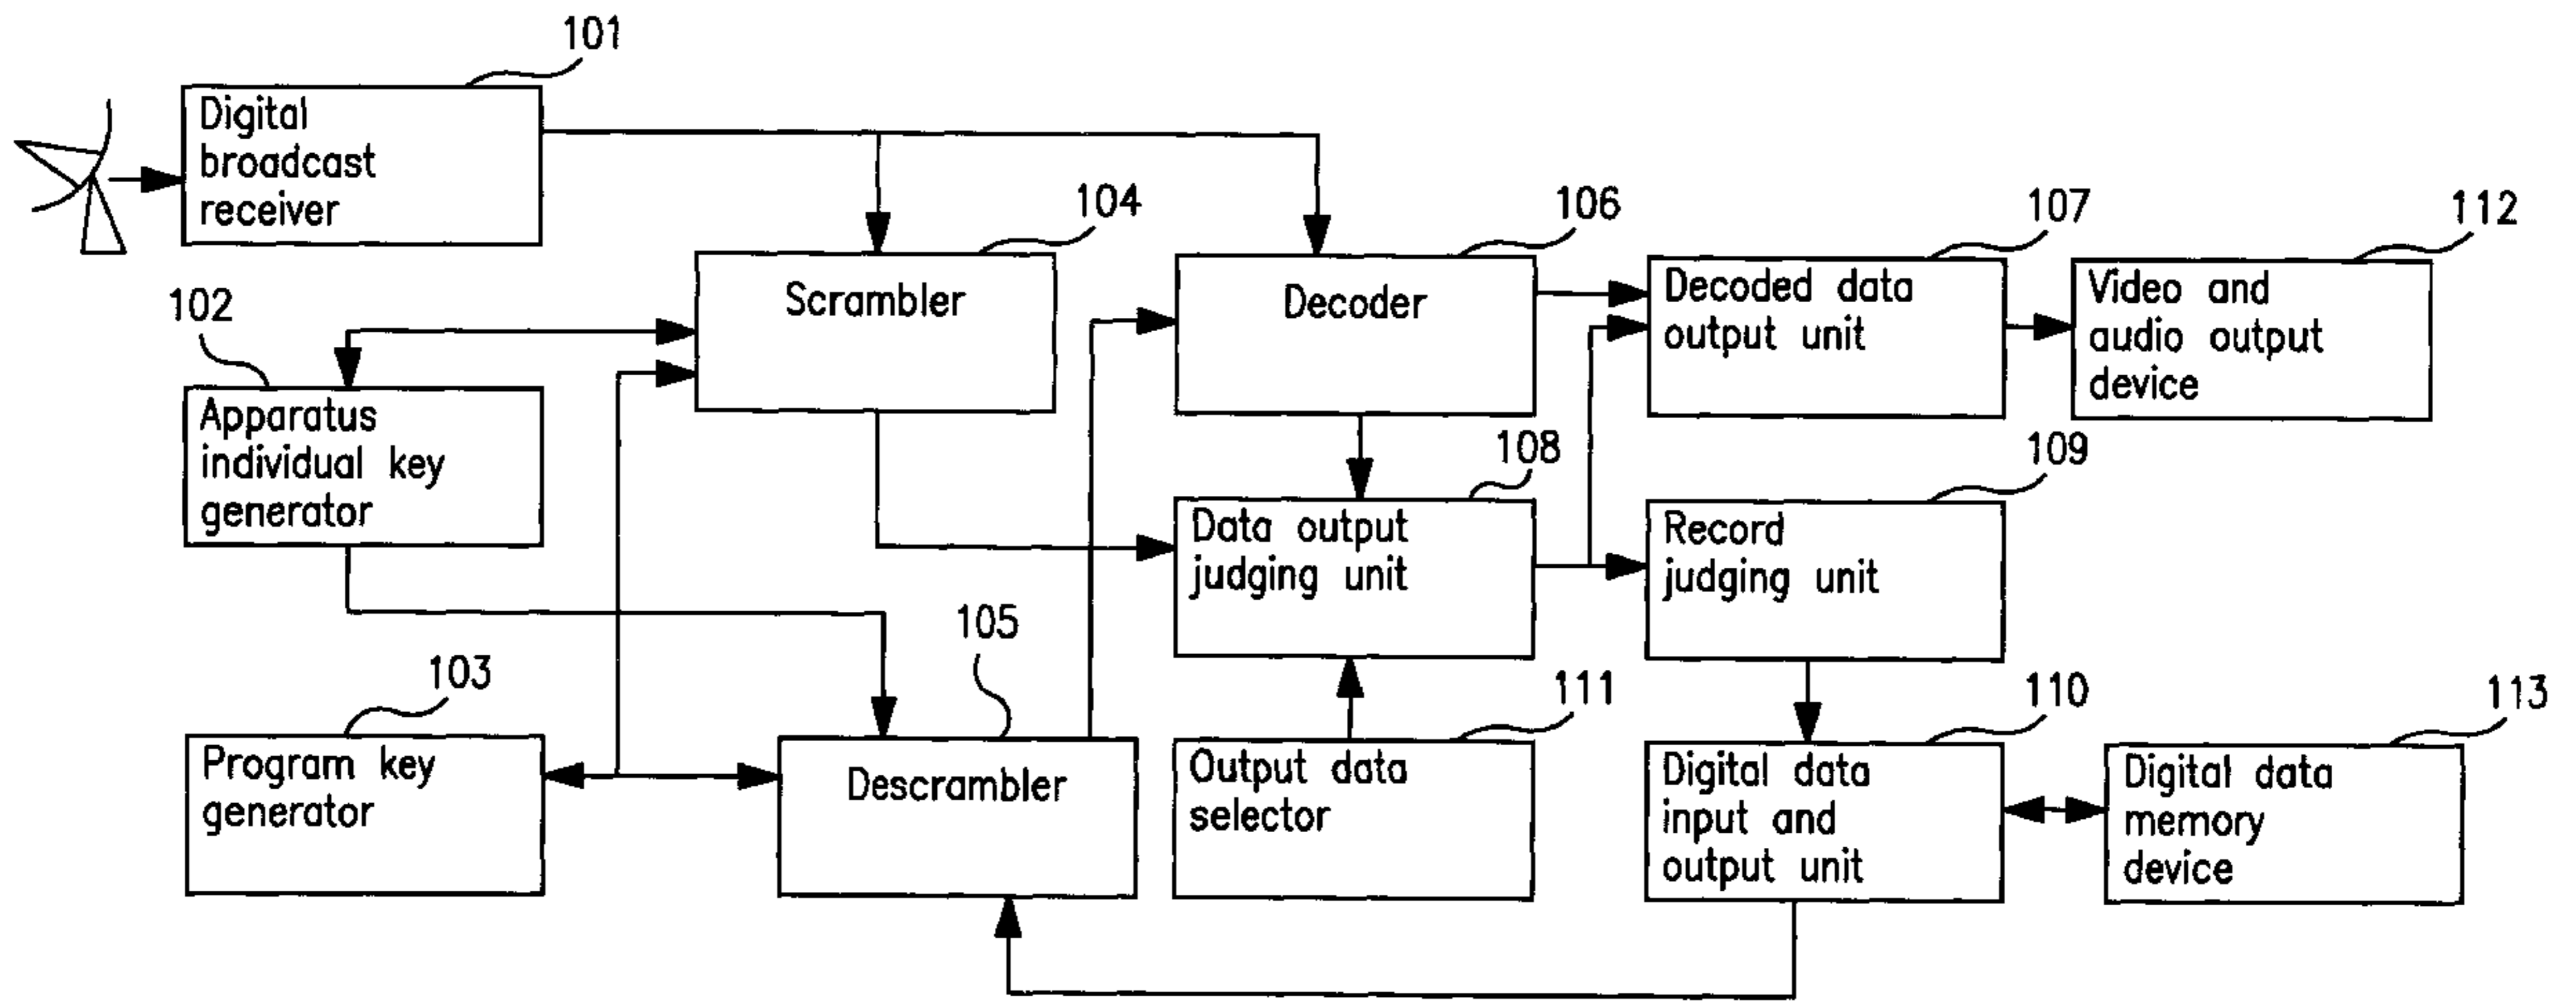 101
Digital
broadcast
receiver
104
106
107
112
Scrambler
Decoder
Decoded data
output unit
Video and
audio output
device
102
Apparatus
individual key
generator
108
109
Data output
judging unit
Record
judging unit
103
105
111
110
113
Program key
generator
Descrambler
Output data
selector
Digital data
input and
output unit
Digital data
memory
device